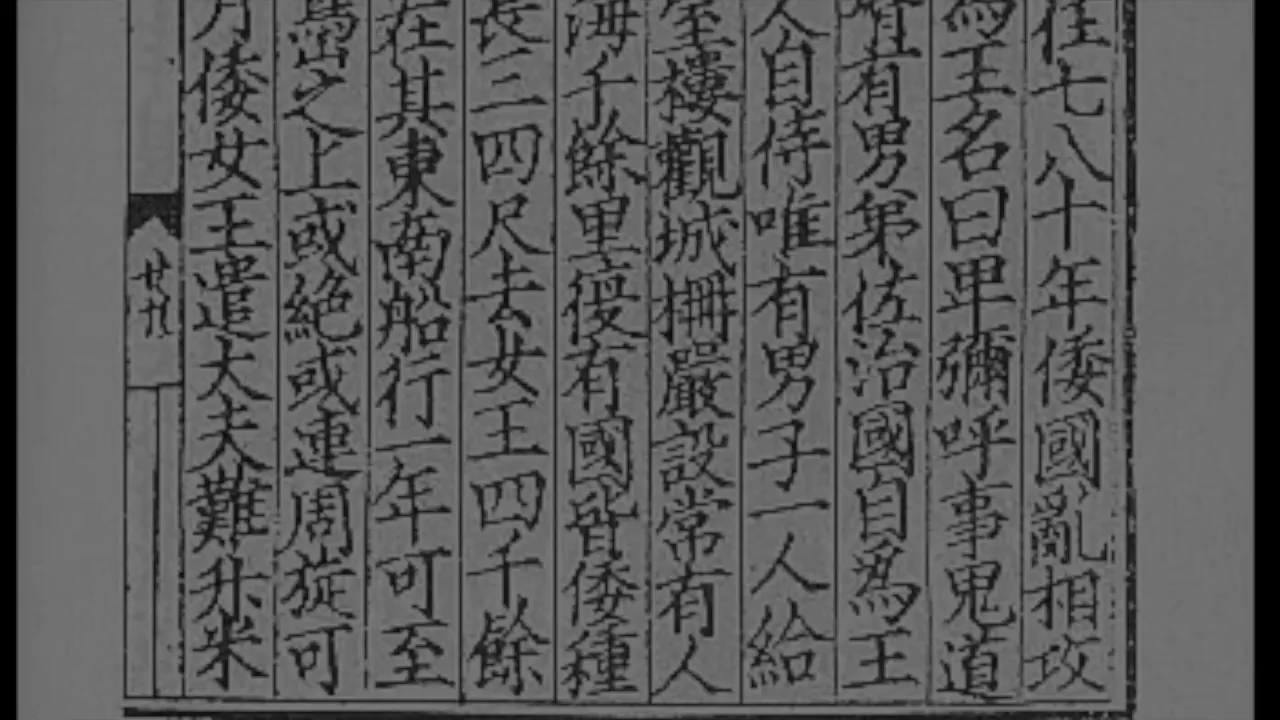 住七八十年倭國亂相攻
為王名曰卑彌呼事鬼道
壻有男弟佐治國自為王
人自侍唯有男子一人給
室樓觀城柵嚴設常有人
海千餘里復有國皆倭種
長三四尺去女王四千餘
在其東南船行一年可至
㠀之上或絕或連周旋可
月倭女王遣大夫難升米
廿九